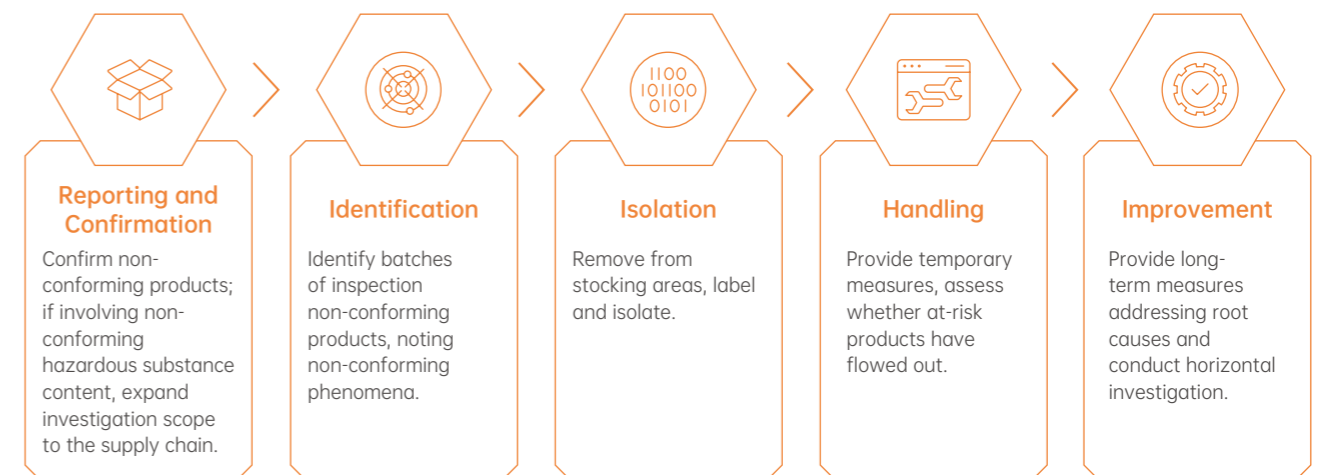 1100
101100
0101
Reporting and
Confirmation
Confirm non-
conforming products;
if involving non-
conforming
hazardous substance
content, expand
investigation scope
to the supply chain.
Identification
Identify batches
of inspection
non-conforming
products, noting
non-conforming
phenomena.
Isolation
Remove from
stocking areas, label
and isolate.
Handling
Provide temporary
measures, assess
whether at-risk
products have
flowed out.
Improvement
Provide long-
term measures
addressing root
causes and
conduct horizontal
investigation.